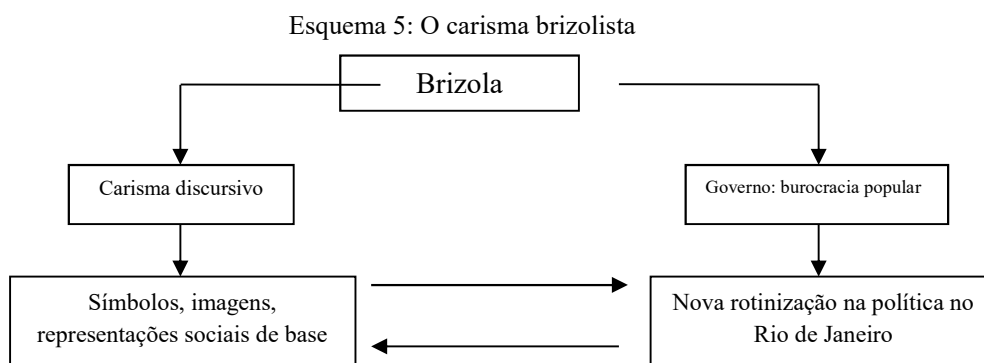 Esquema 5: O carisma brizolista
Brizola
Carisma discursivo
Governo: burocracia popular
Símbolos, imagens,
representações sociais de base
Nova rotinização na política no
Rio de Janeiro